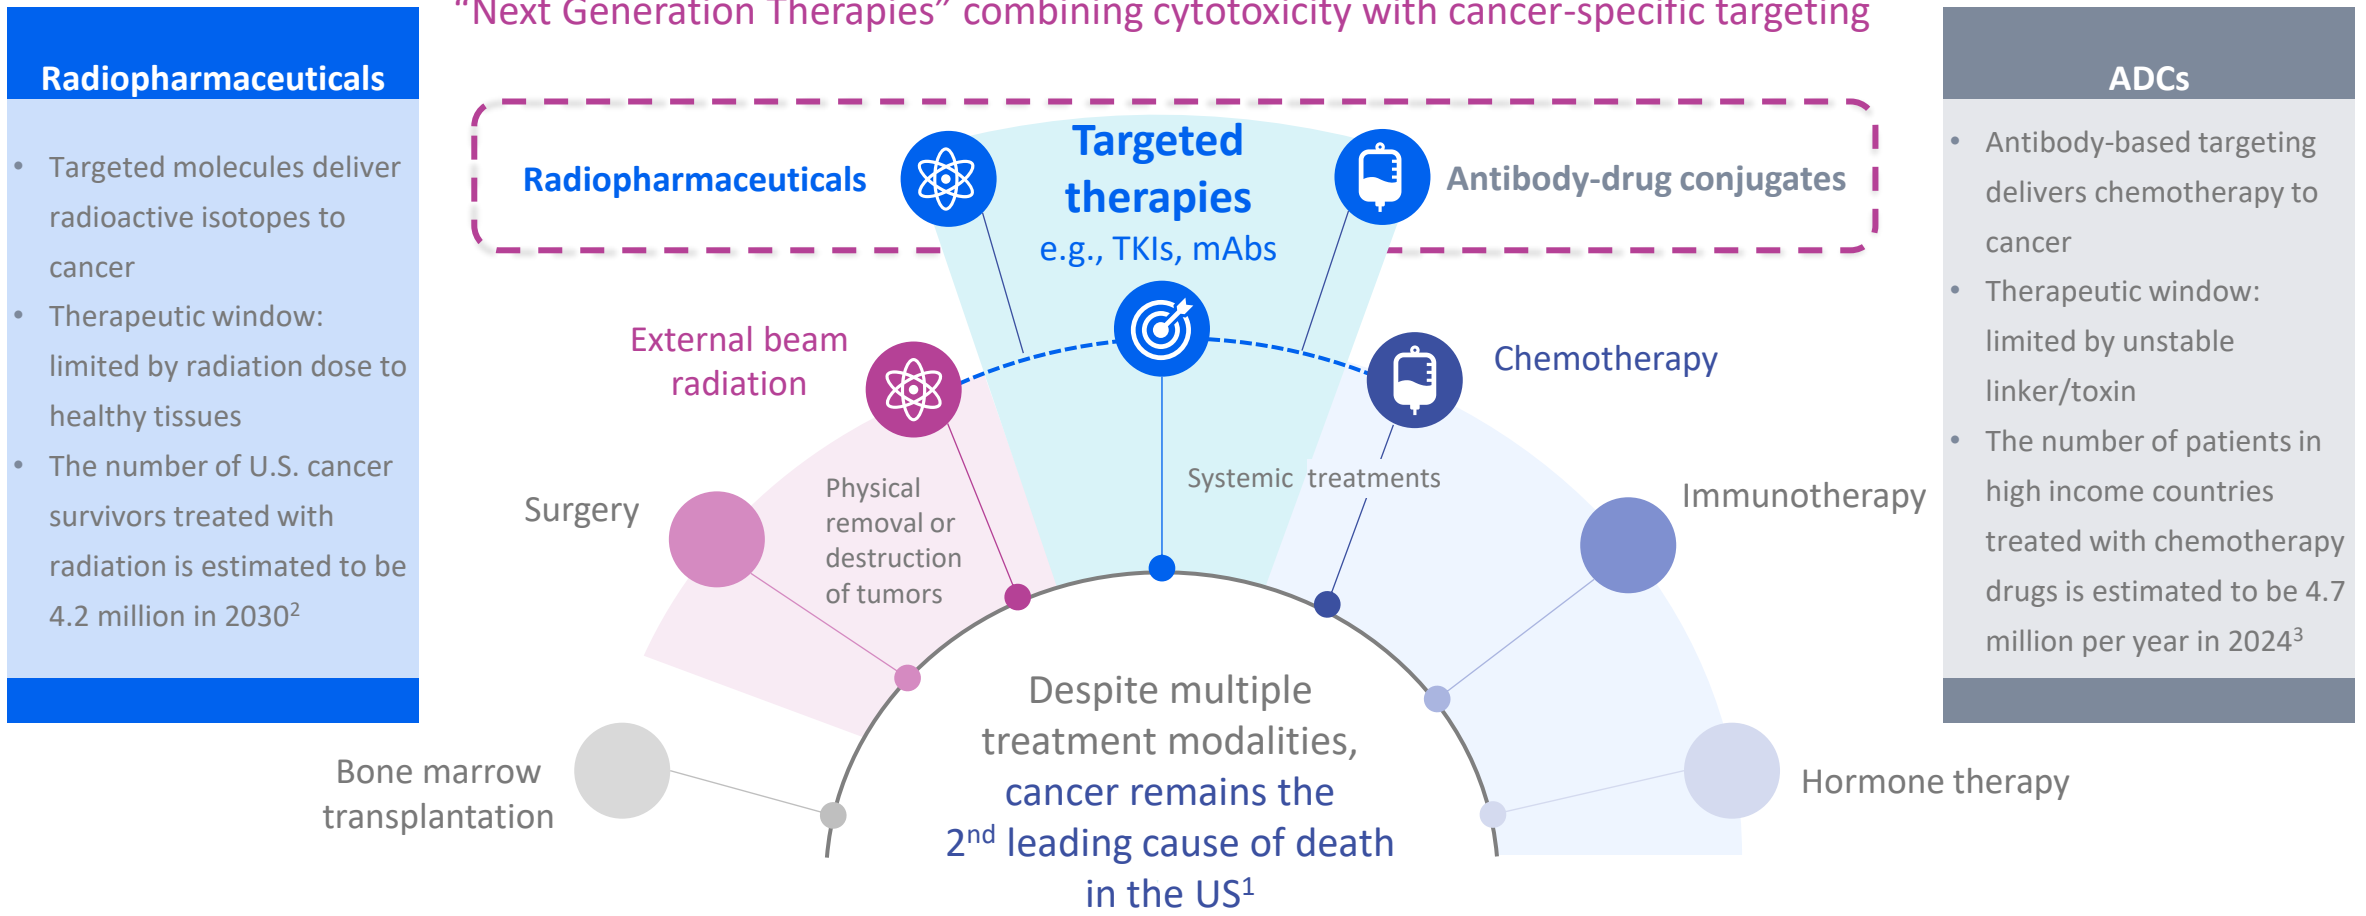 “Next Generation Therapies” combining cytotoxicity with cancer-specific targeting
Radiopharmaceuticals
• Targeted molecules deliver
radioactive isotopes to
cancer
• Therapeutic window:
limited by radiation dose to
healthy tissues
• The number of U.S. cancer
survivors treated with
radiation is estimated to be
4.2 million in 2030²
Radiopharmaceuticals
Targeted
therapies
e.g., TKIs, mAbs
Antibody-drug conjugates
External beam
radiation
Chemotherapy
Surgery
Physical
removal or
destruction
of tumors
Systemic treatments
Immunotherapy
Bone marrow
transplantation
Hormone therapy
Despite multiple
treatment modalities,
cancer remains the
2nd leading cause of death
in the US¹
ADCs
• Antibody-based targeting
delivers chemotherapy to
cancer
• Therapeutic window:
limited by unstable
linker/toxin
• The number of patients in
high income countries
treated with chemotherapy
drugs is estimated to be 4.7
million per year in 2024³